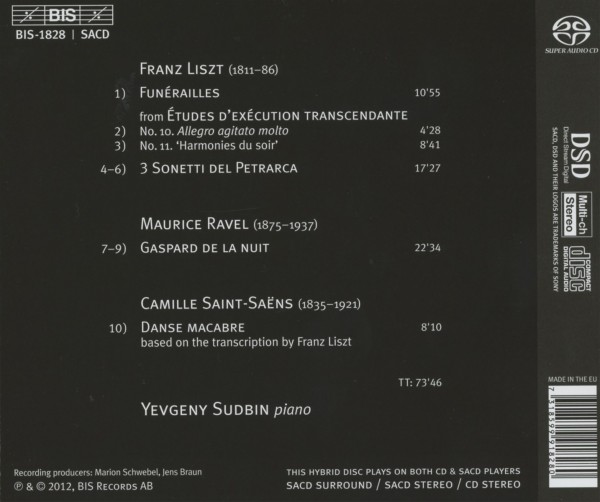 BIS
BIS-1828 | SACD
SUPER AUDIO CD
FRANZ LISZT (1811–86)
1) FUNÉRAILLES 10'55
from ÉTUDES D'EXÉCUTION TRANSCENDANTE
2) No. 10. Allegro agitato molto 4'28
3) No. 11. ‘Harmonies du soir’ 8'41
4–6) 3 SONETTI DEL PETRARCA 17'27
MAURICE RAVEL (1875–1937)
7–9) GASPARD DE LA NUIT 22'34
CAMILLE SAINT-SAËNS (1835–1921)
10) DANSE MACABRE 8'10
based on the transcription by Franz Liszt
TT: 73'46
YEVGENY SUDBIN piano
Recording producers: Marion Schwebel, Jens Braun
℗ & © 2012, BIS RECORDS AB
THIS HYBRID DISC PLAYS ON BOTH CD & SACD PLAYERS
SACD SURROUND / SACD STEREO / CD STEREO
DSD
Direct Stream Digital
SACD, DSD AND THEIR LOGOS ARE TRADEMARKS OF SONY
Multi-ch
Stereo
COMPACT
disc
DIGITAL AUDIO
MADE IN THE EU